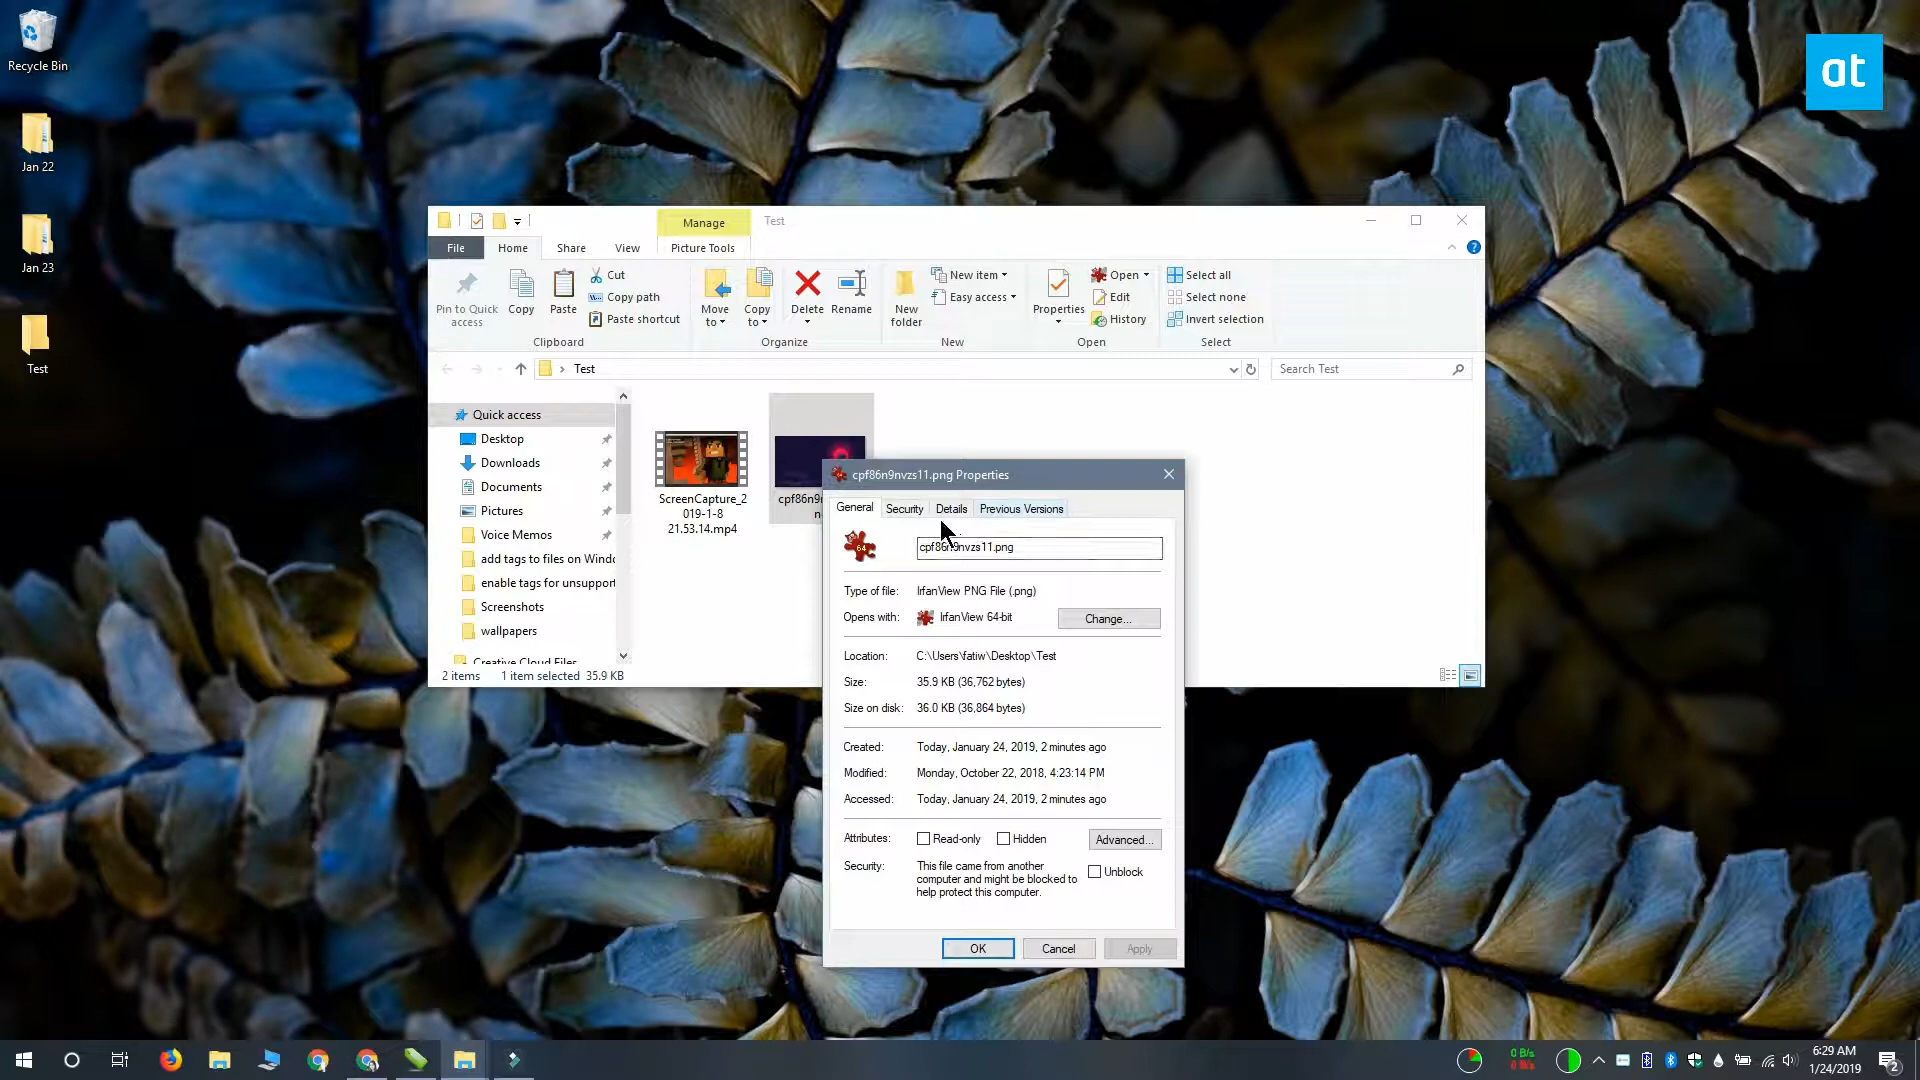 Recycle Bin
Jan 22
Jan 23
Test
at
Manage
Test
File
Home
Share
View
Picture Tools
Pin to Quick
access
Copy
Paste
Cut
Copy path
Paste shortcut
Clipboard
Move
to
Copy
to
Delete
Rename
Organize
New
folder
New item
Easy access
New
Properties
Open
Edit
History
Open
Select all
Select none
Invert selection
Select
Test
Search Test
Quick access
Desktop
Downloads
Documents
Pictures
Voice Memos
add tags to files on Windo
enable tags for unsupport
Screenshots
wallpapers
Creative Cloud Files
ScreenCapture_2
019-1-8
21.53.14.mp4
cpf86n9n
n
2 items
1 item selected 35.9 KB
cpf86n9nvzs11.png Properties
General
Security
Details
Previous Versions
64
cpf86n9nvzs11.png
Type of file: IrfanView PNG File (.png)
Opens with: IrfanView 64-bit
Change...
Location: C:\Users\fatiw\Desktop\Test
Size: 35.9 KB (36,762 bytes)
Size on disk: 36.0 KB (36,864 bytes)
Created: Today, January 24, 2019, 2 minutes ago
Modified: Monday, October 22, 2018, 4:23:14 PM
Accessed: Today, January 24, 2019, 2 minutes ago
Attributes: Read-only Hidden
Advanced...
Security: This file came from another
computer and might be blocked to
help protect this computer.
Unblock
OK
Cancel
Apply
0 B/s
0 B/s
6:29 AM
1/24/2019
2